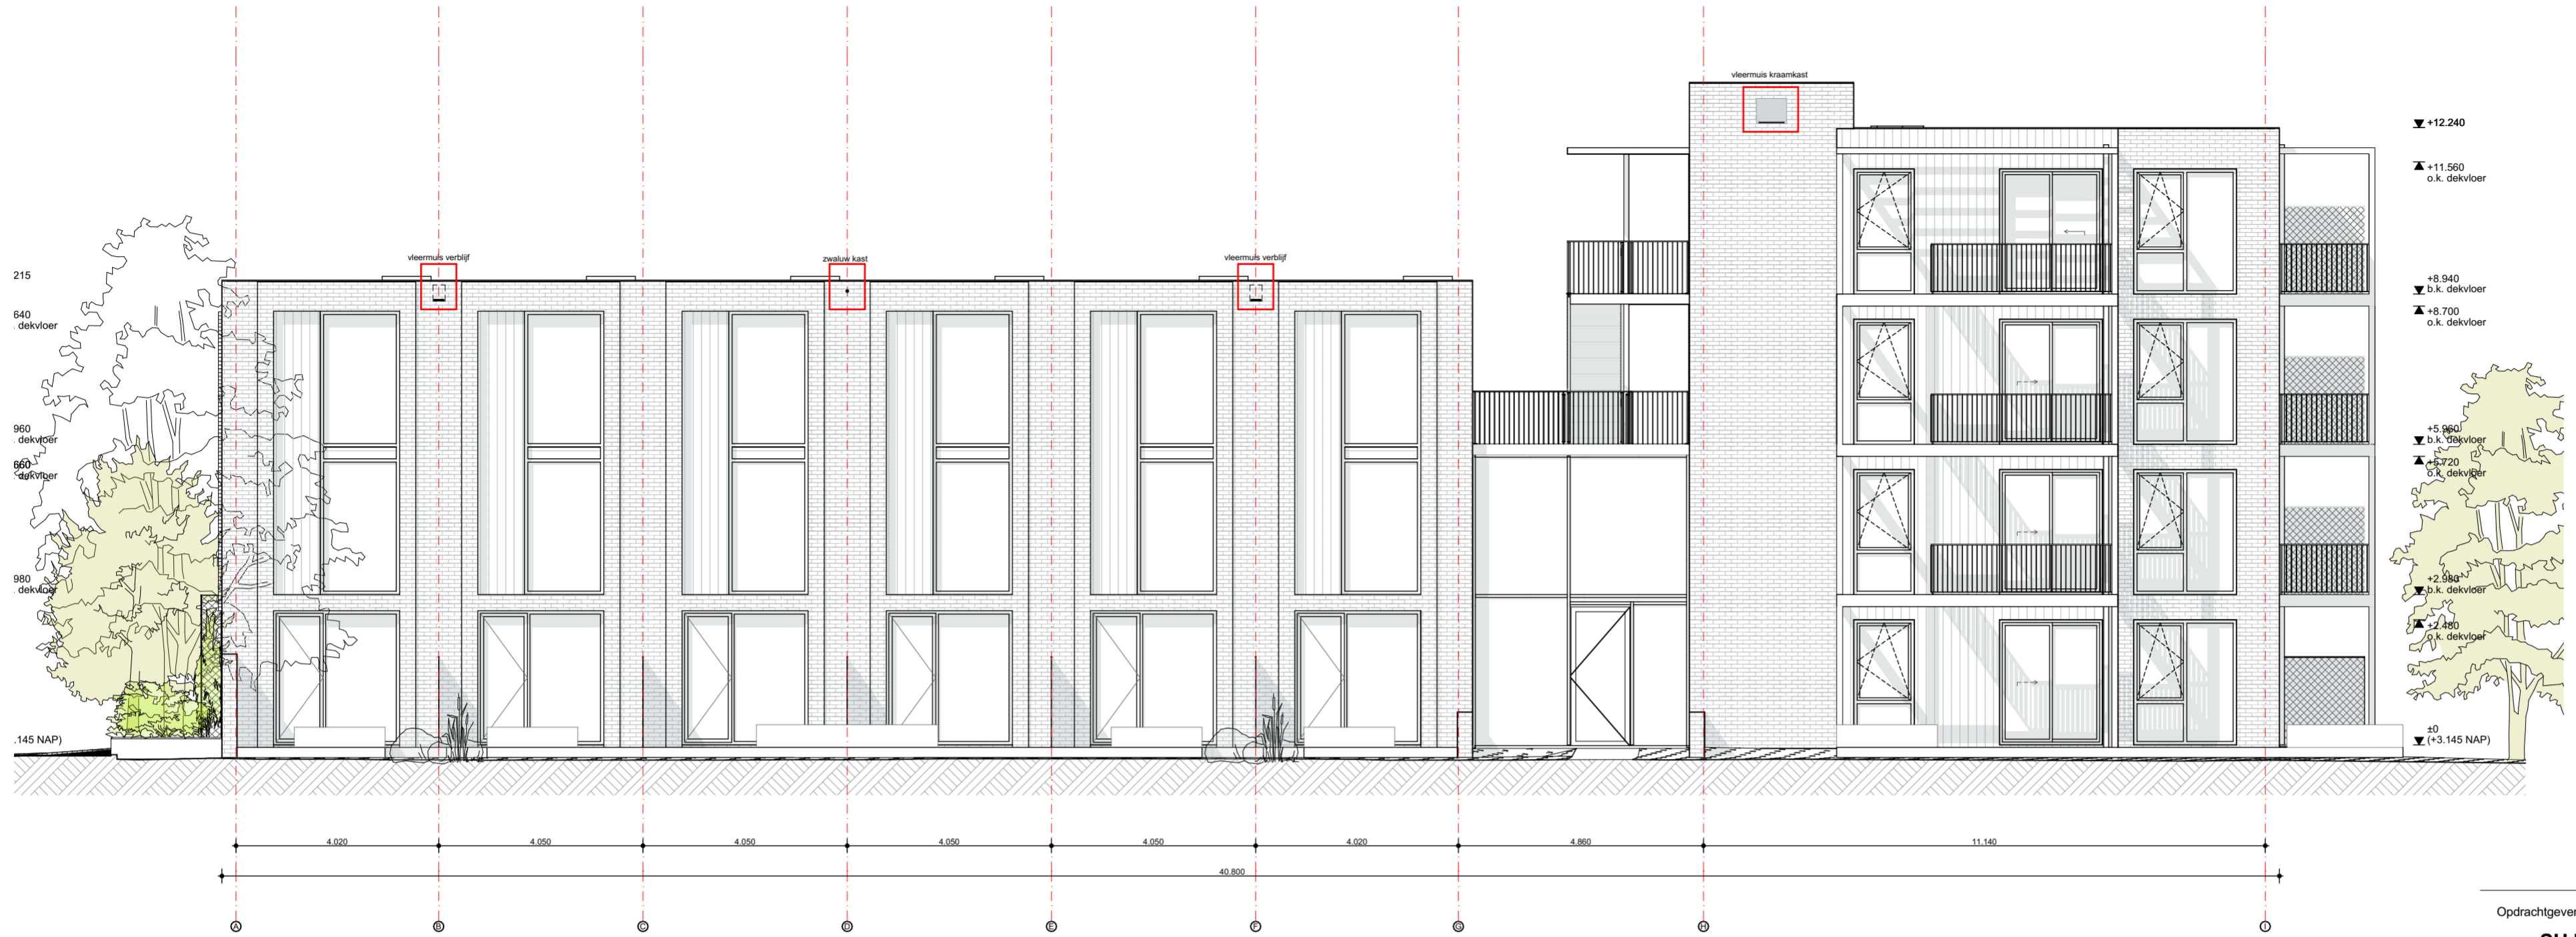 vleermuis kraamkast
+12.240
+11.560
o.k. dekvloer
vleermuis verblijf
zwaluw kast
vleermuis verblijf
215
+8.940
b.k. dekvloer
640
. dekvloer
+8.700
o.k. dekvloer
960
. dekvloer
+5.960
b.k. dekvloer
660
. dekvloer
+5.720
o.k. dekvloer
980
. dekvloer
+2.980
b.k. dekvloer
+2.480
o.k. dekvloer
.145 NAP)
±0
(+3.145 NAP)
4.020 4.050 4.050 4.050 4.050 4.020 4.860 11.140
40.800
A B C D E F G H I
Opdrachtgever